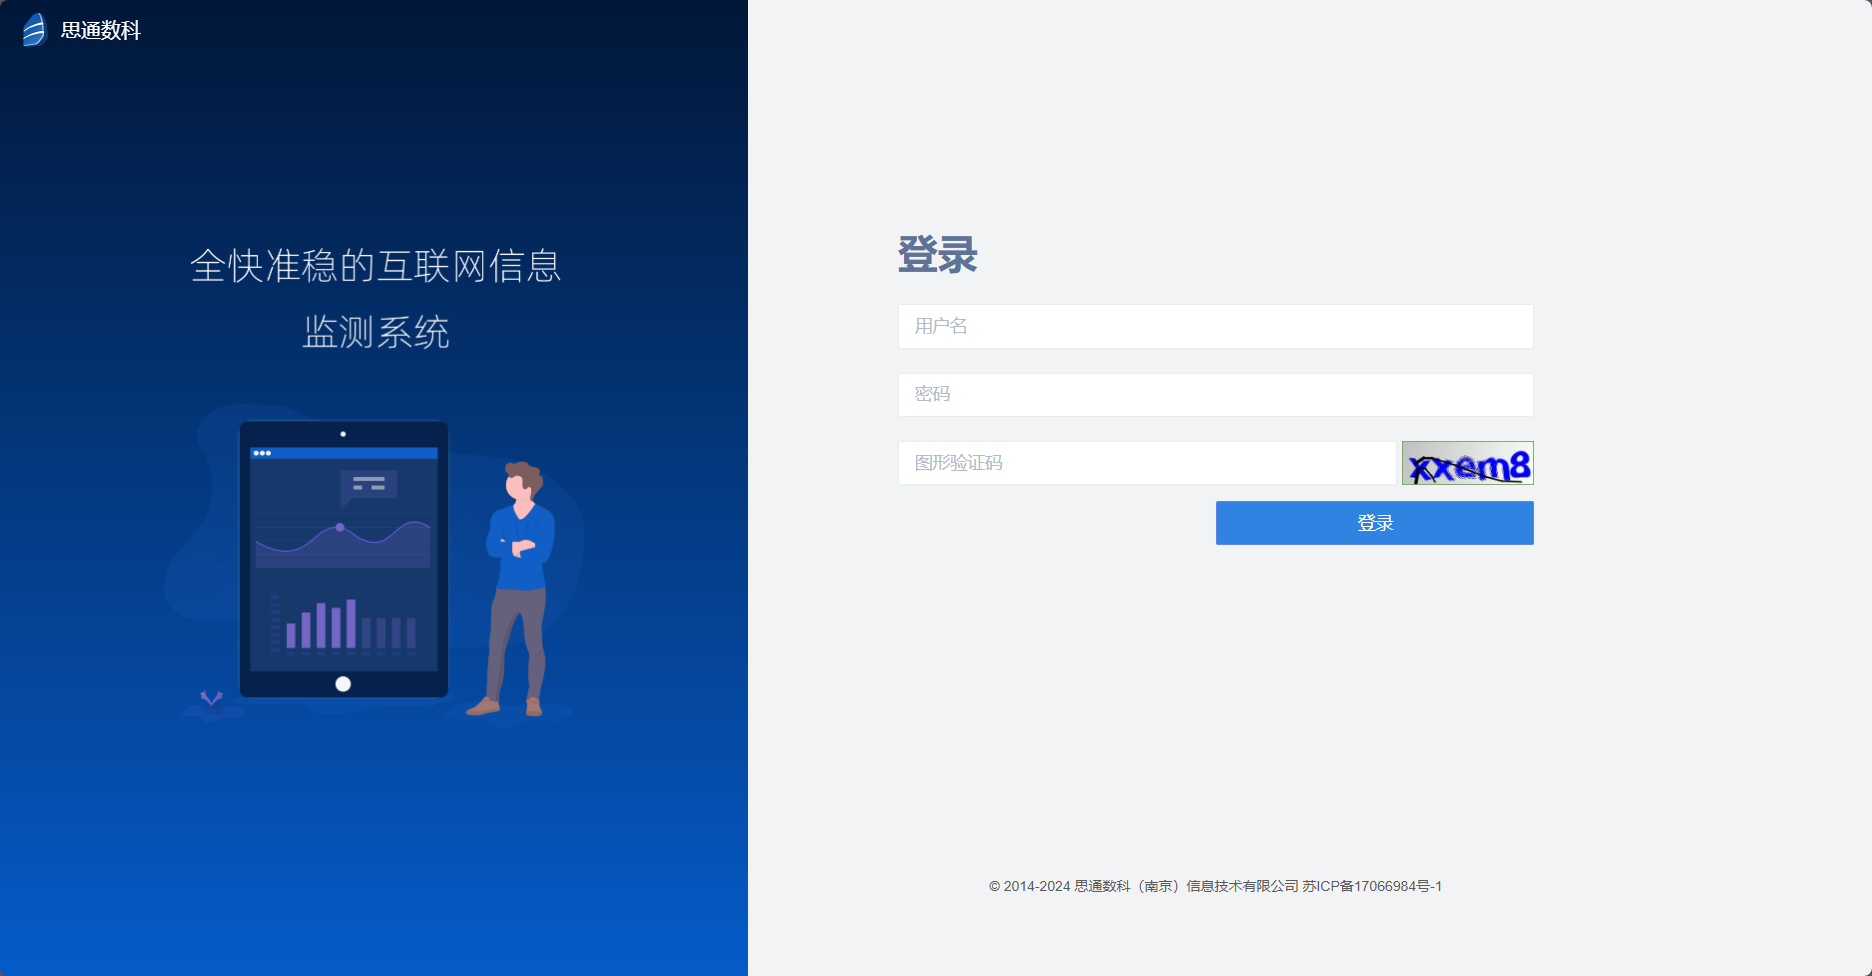 思通数科
全快准稳的互联网信息
监测系统
登录
用户名
密码
图形验证码
xxem8
登录
© 2014-2024 思通数科（南京）信息技术有限公司 苏ICP备17066984号-1